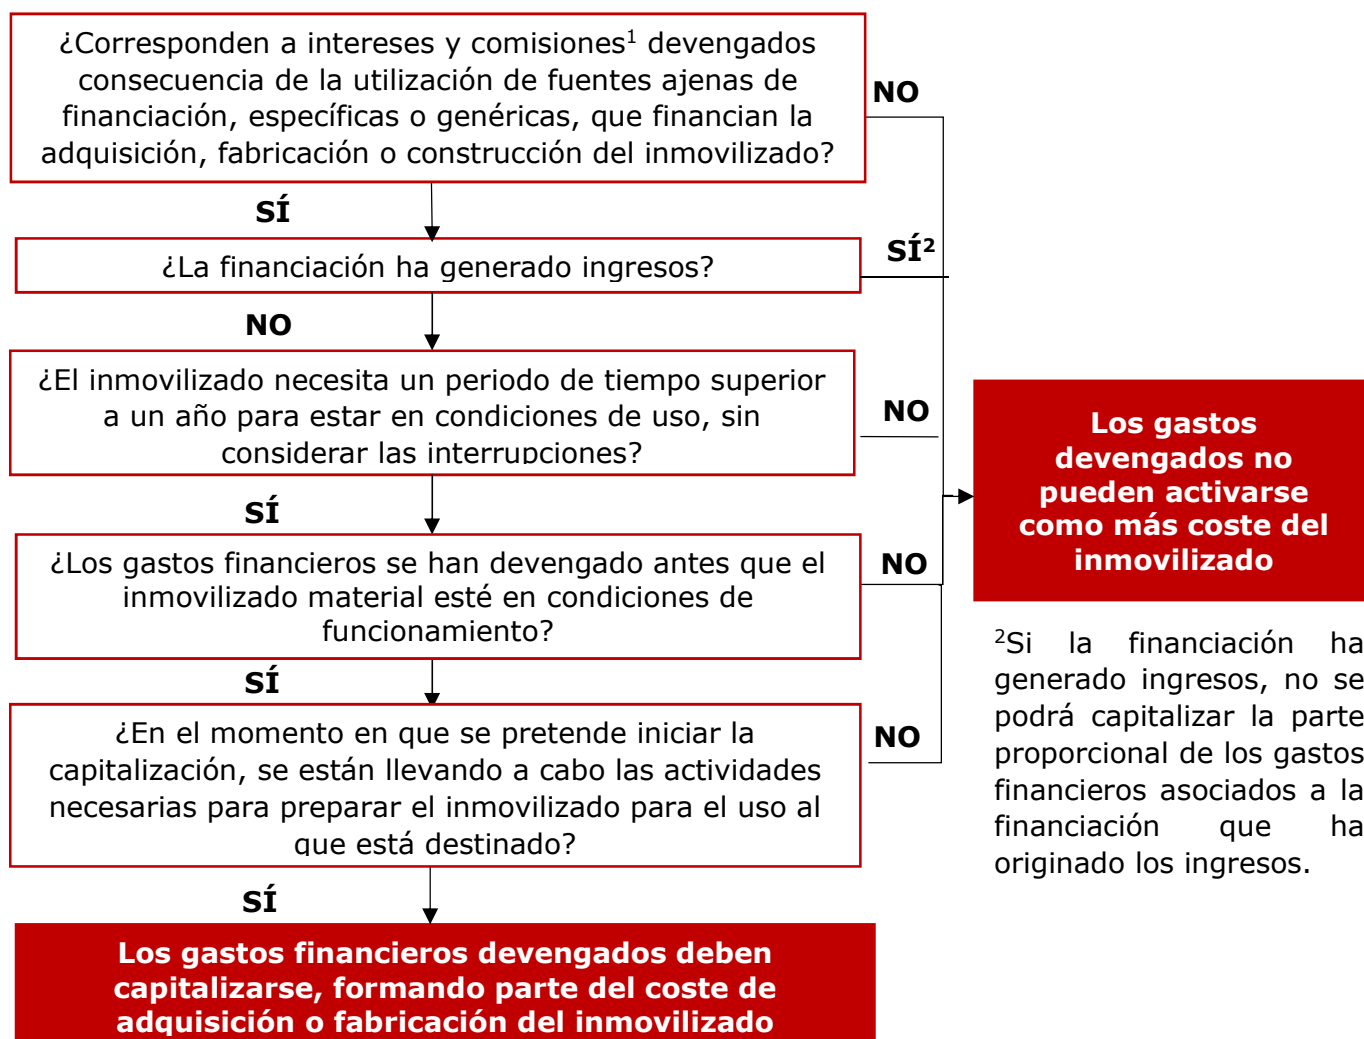 ¿Corresponden a intereses y comisiones¹ devengados
consecuencia de la utilización de fuentes ajenas de
financiación, específicas o genéricas, que financian la
adquisición, fabricación o construcción del inmovilizado?
NO
SÍ
¿La financiación ha generado ingresos?
SÍ²
NO
¿El inmovilizado necesita un periodo de tiempo superior
a un año para estar en condiciones de uso, sin
considerar las interrupciones?
NO
SÍ
¿Los gastos financieros se han devengado antes que el
inmovilizado material esté en condiciones de
funcionamiento?
NO
SÍ
¿En el momento en que se pretende iniciar la
capitalización, se están llevando a cabo las actividades
necesarias para preparar el inmovilizado para el uso al
que está destinado?
NO
SÍ
Los gastos financieros devengados deben
capitalizarse, formando parte del coste de
adquisición o fabricación del inmovilizado
Los gastos
devengados no
pueden activarse
como más coste del
inmovilizado
²Si la financiación ha
generado ingresos, no se
podrá capitalizar la parte
proporcional de los gastos
financieros asociados a la
financiación que ha
originado los ingresos.